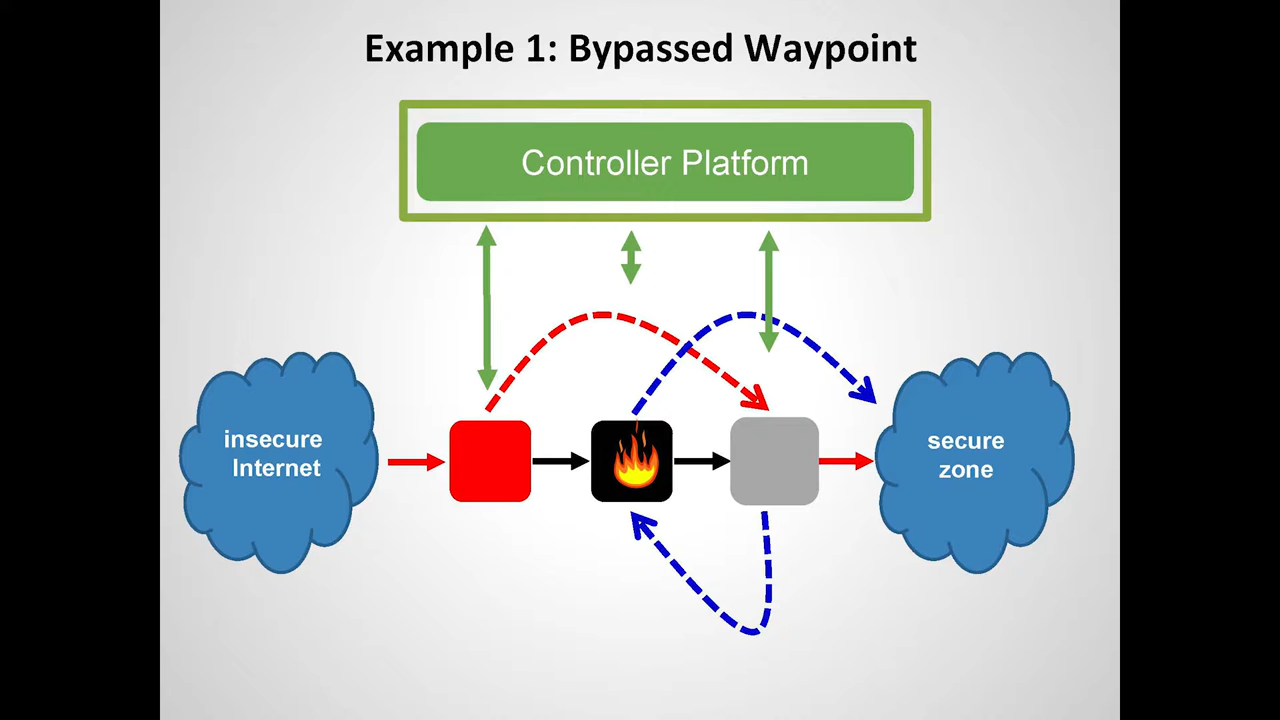 Example 1: Bypassed Waypoint
Controller Platform
insecure
Internet
secure
zone